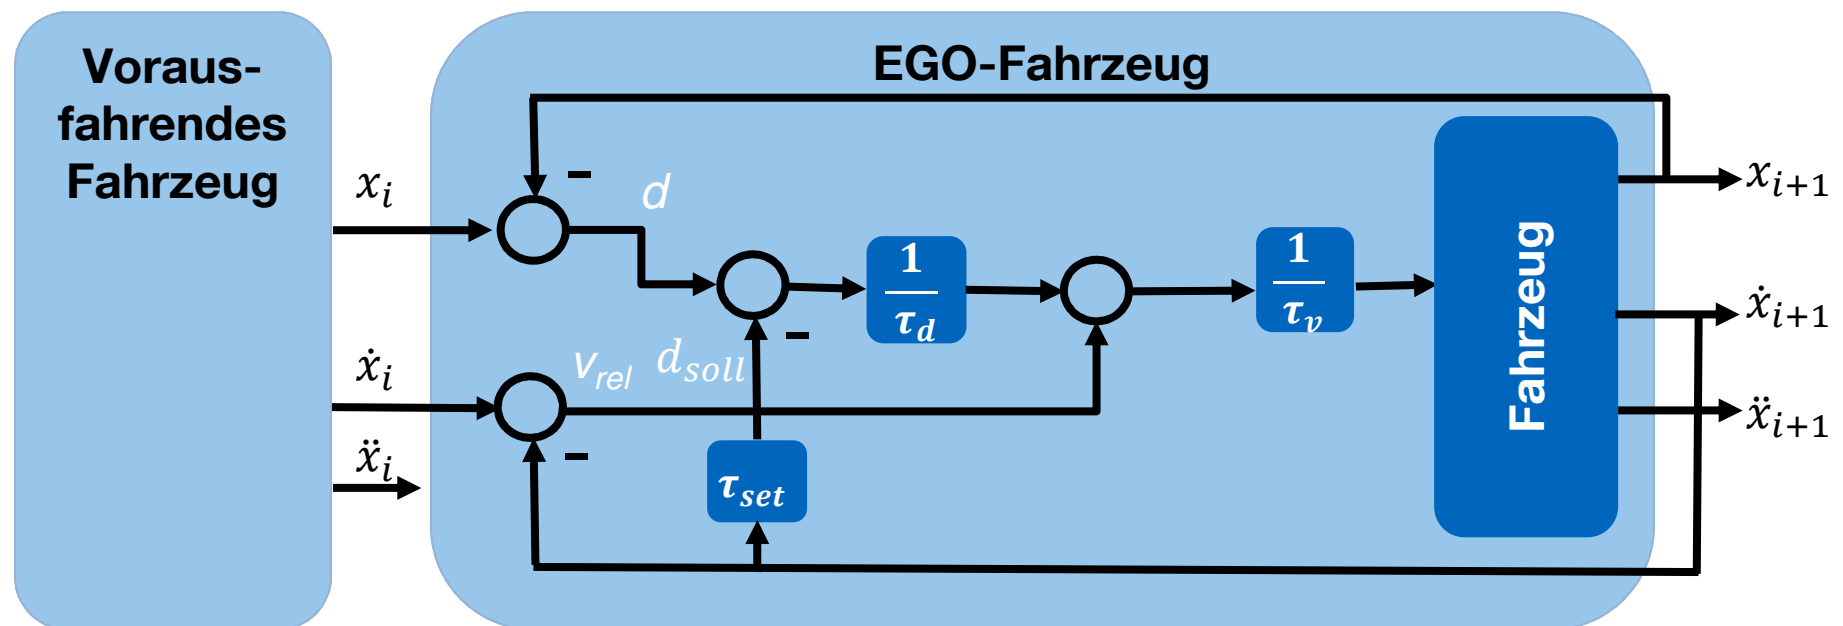 Voraus-
fahrendes
Fahrzeug
EGO-Fahrzeug
x_i
ẋ_i
ẍ_i
-
d
-
v_rel
d_soll
-
1
τ_d
1
τ_v
τ_set
Fahrzeug
x_{i+1}
ẋ_{i+1}
ẍ_{i+1}